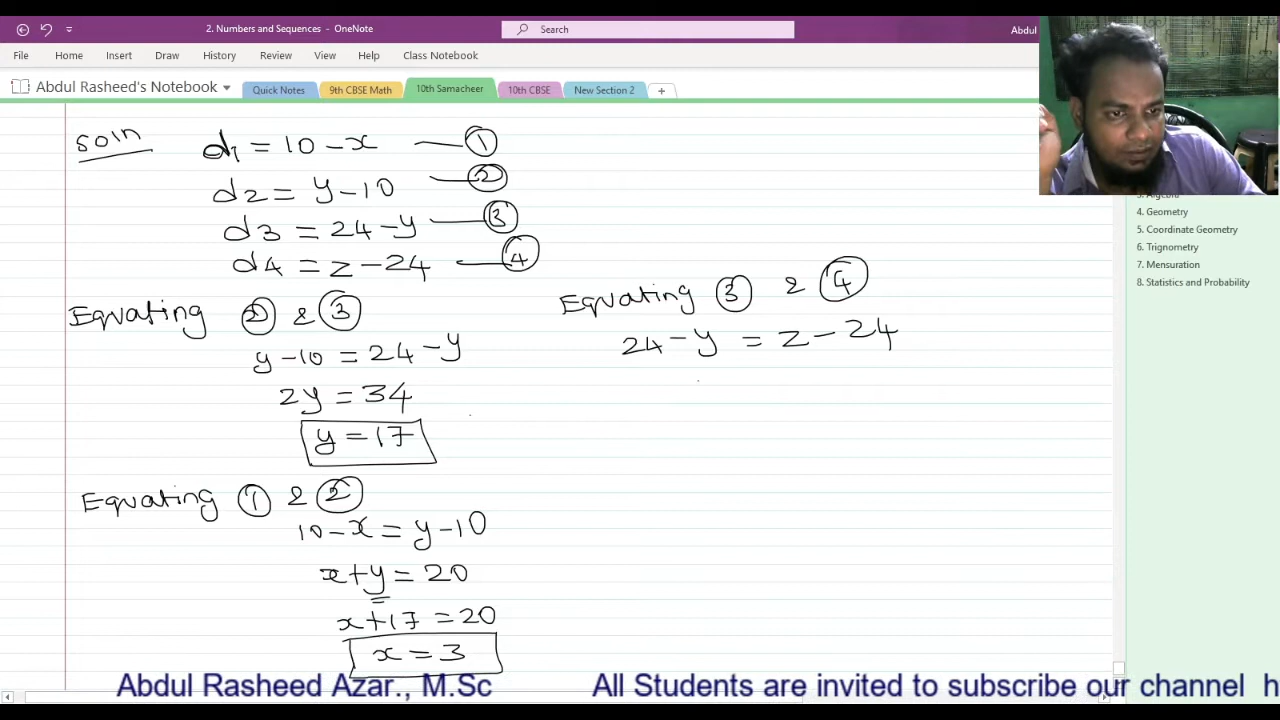 2. Numbers and Sequences - OneNote
Search
Abdul
File Home Insert Draw History Review View Help Class Notebook
Abdul Rasheed's Notebook
Quick Notes 9th CBSE Math 10th Samacheer 10th CBSE New Section 2 +
Soln
d1 = 10 - x —— ①
d2 = y - 10 —— ②
d3 = 24 - y —— ③
d4 = z - 24 —— ④
Equating ② & ③
y - 10 = 24 - y
2y = 34
y = 17
Equating ① & ②
10 - x = y - 10
x + y = 20
x + 17 = 20
x = 3
Equating ③ & ④
24 - y = z - 24
4. Geometry
5. Coordinate Geometry
6. Trignometry
7. Mensuration
8. Statistics and Probability
Abdul Rasheed Azar., M.Sc All Students are invited to subscribe our channel h